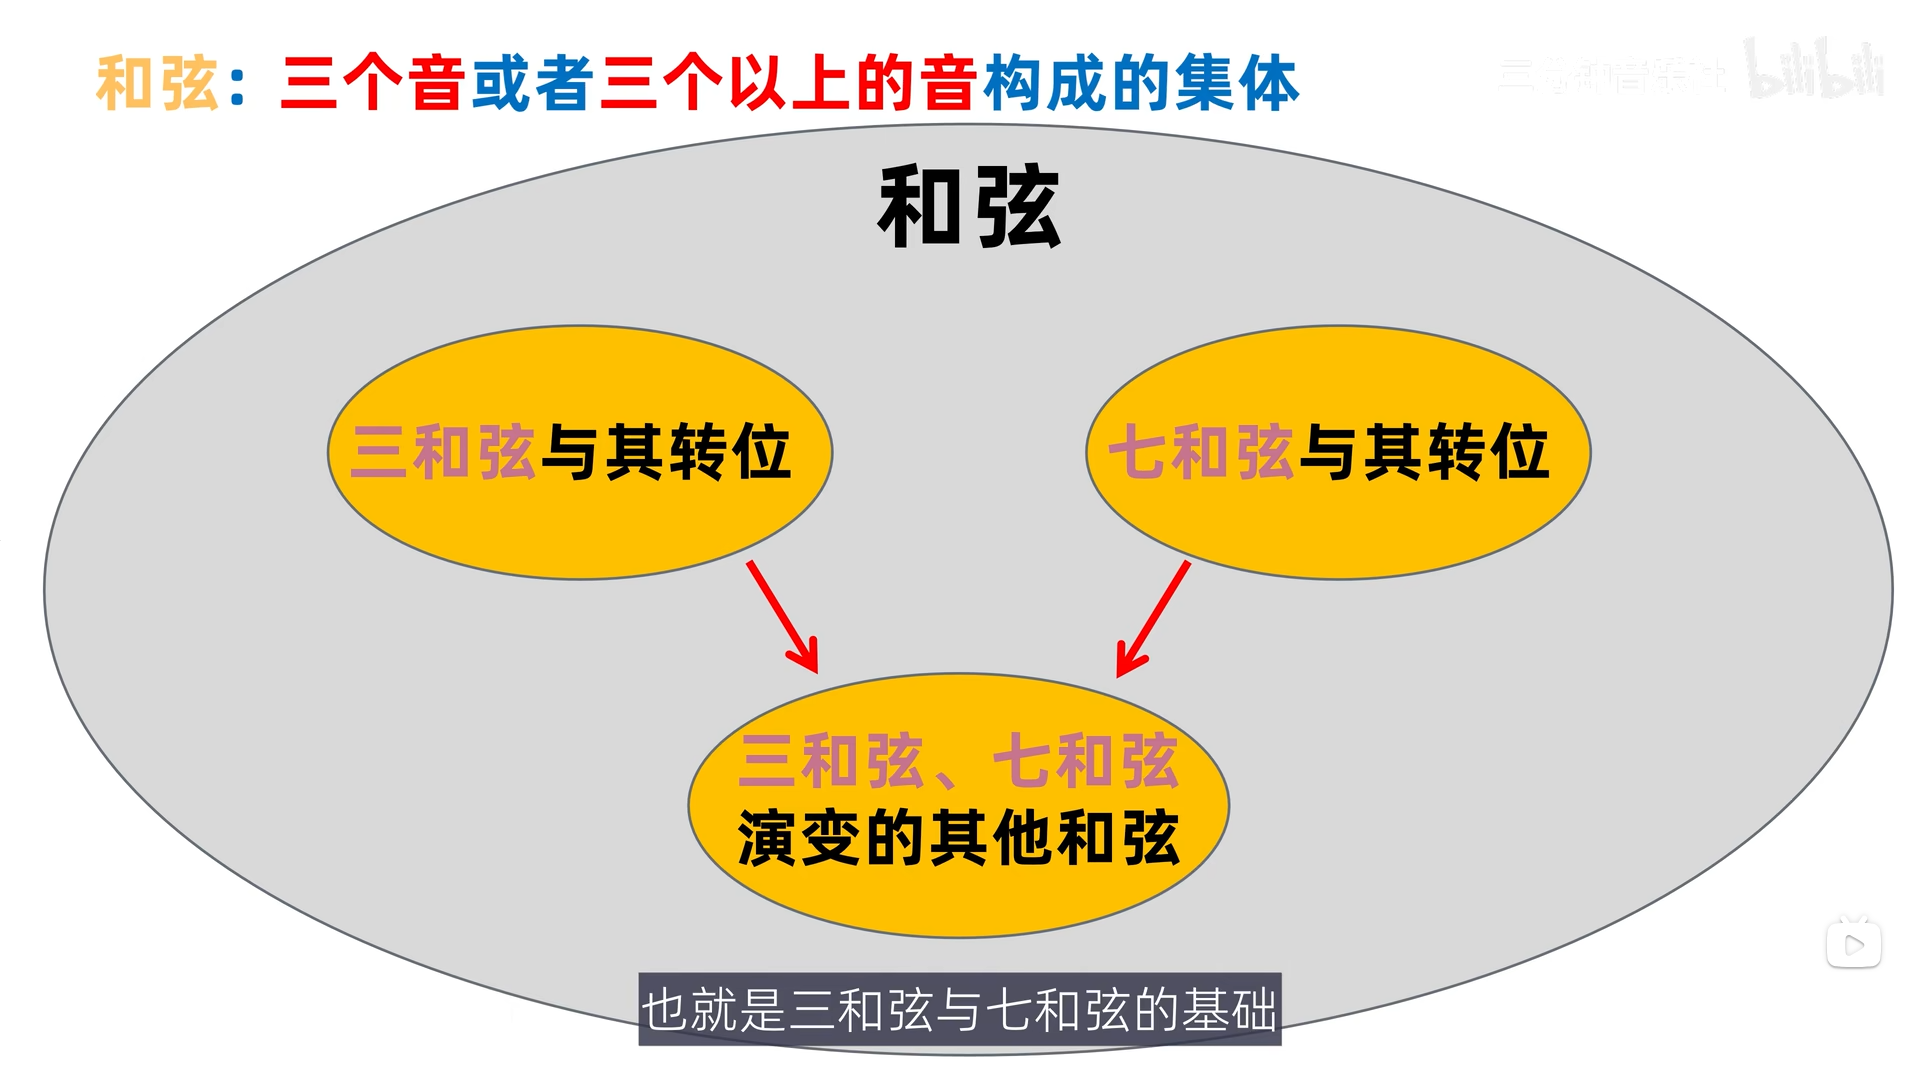 和弦：三个音或者三个以上的音构成的集体
bilibili
和弦
三和弦与其转位
七和弦与其转位
三和弦、七和弦
演变的其他和弦
也就是三和弦与七和弦的基础